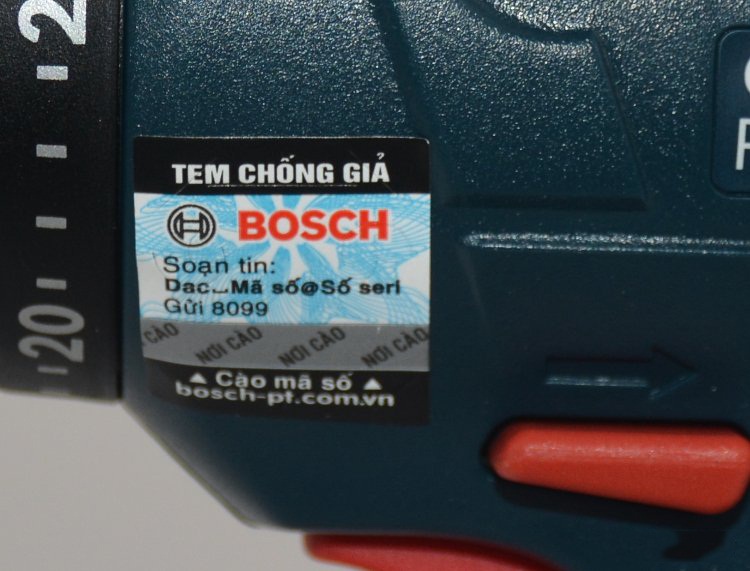 TEM CHỐNG GIẢ
BOSCH
Soạn tin:
Dac...Mã số@Số seri
Gửi 8099
NƠI CÀO NƠI CÀO NƠI CÀO
▲ Cào mã số ▲
bosch-pt.com.vn
20